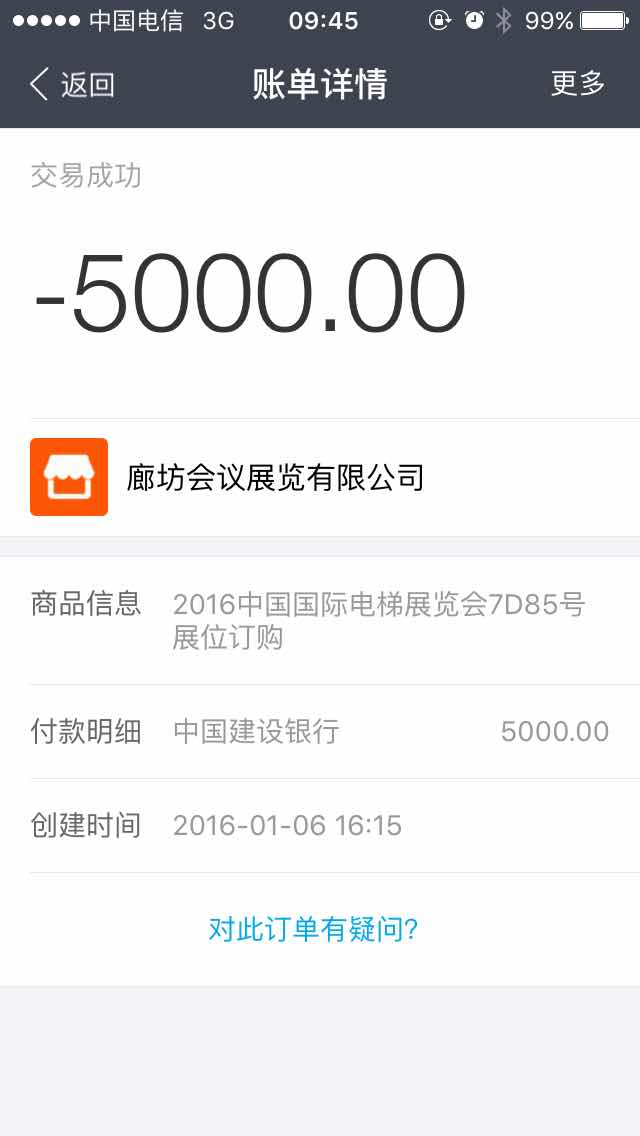 中国电信 3G 09:45 99%
返回 账单详情 更多
交易成功
-5000.00
廊坊会议展览有限公司
商品信息 2016中国国际电梯展览会7D85号
展位订购
付款明细 中国建设银行 5000.00
创建时间 2016-01-06 16:15
对此订单有疑问?